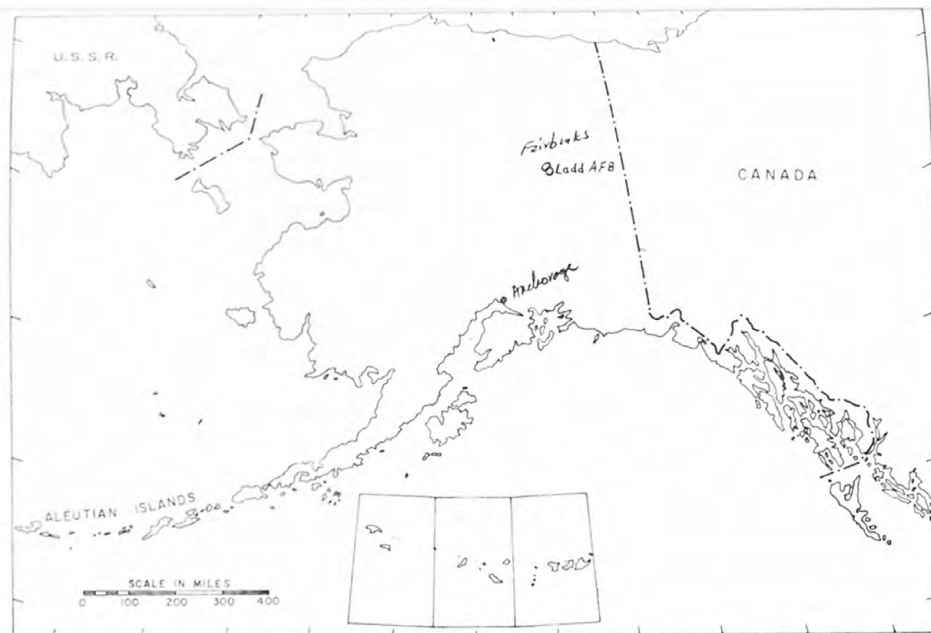 U.S.S.R.
Fairbanks
Ladd AFB
CANADA
Anchorage
ALEUTIAN ISLANDS
SCALE IN MILES
0 100 200 300 400